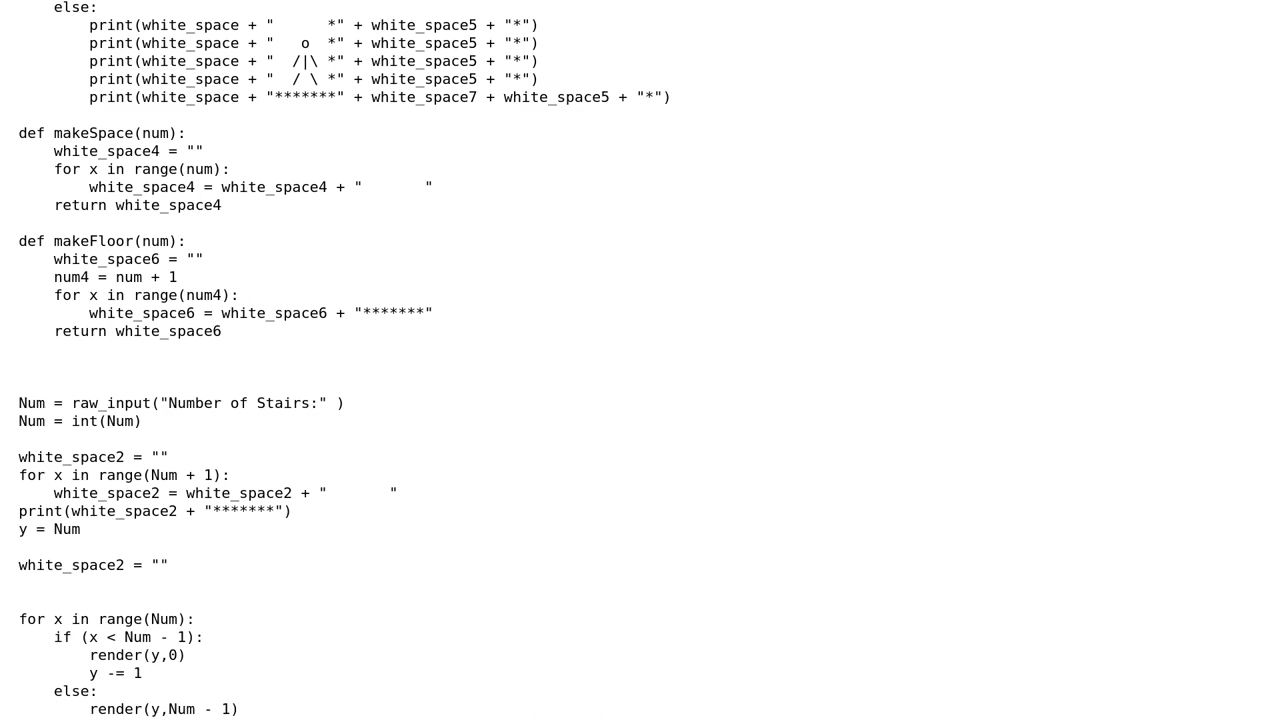 else:
        print(white_space + "      *" + white_space5 + "*")
        print(white_space + "   o  *" + white_space5 + "*")
        print(white_space + "  /|\ *" + white_space5 + "*")
        print(white_space + "  / \ *" + white_space5 + "*")
        print(white_space + "*******" + white_space7 + white_space5 + "*")

def makeSpace(num):
    white_space4 = ""
    for x in range(num):
        white_space4 = white_space4 + "       "
    return white_space4

def makeFloor(num):
    white_space6 = ""
    num4 = num + 1
    for x in range(num4):
        white_space6 = white_space6 + "*******"
    return white_space6



Num = raw_input("Number of Stairs:" )
Num = int(Num)

white_space2 = ""
for x in range(Num + 1):
    white_space2 = white_space2 + "       "
print(white_space2 + "*******")
y = Num

white_space2 = ""


for x in range(Num):
    if (x < Num - 1):
        render(y,0)
        y -= 1
    else:
        render(y,Num - 1)